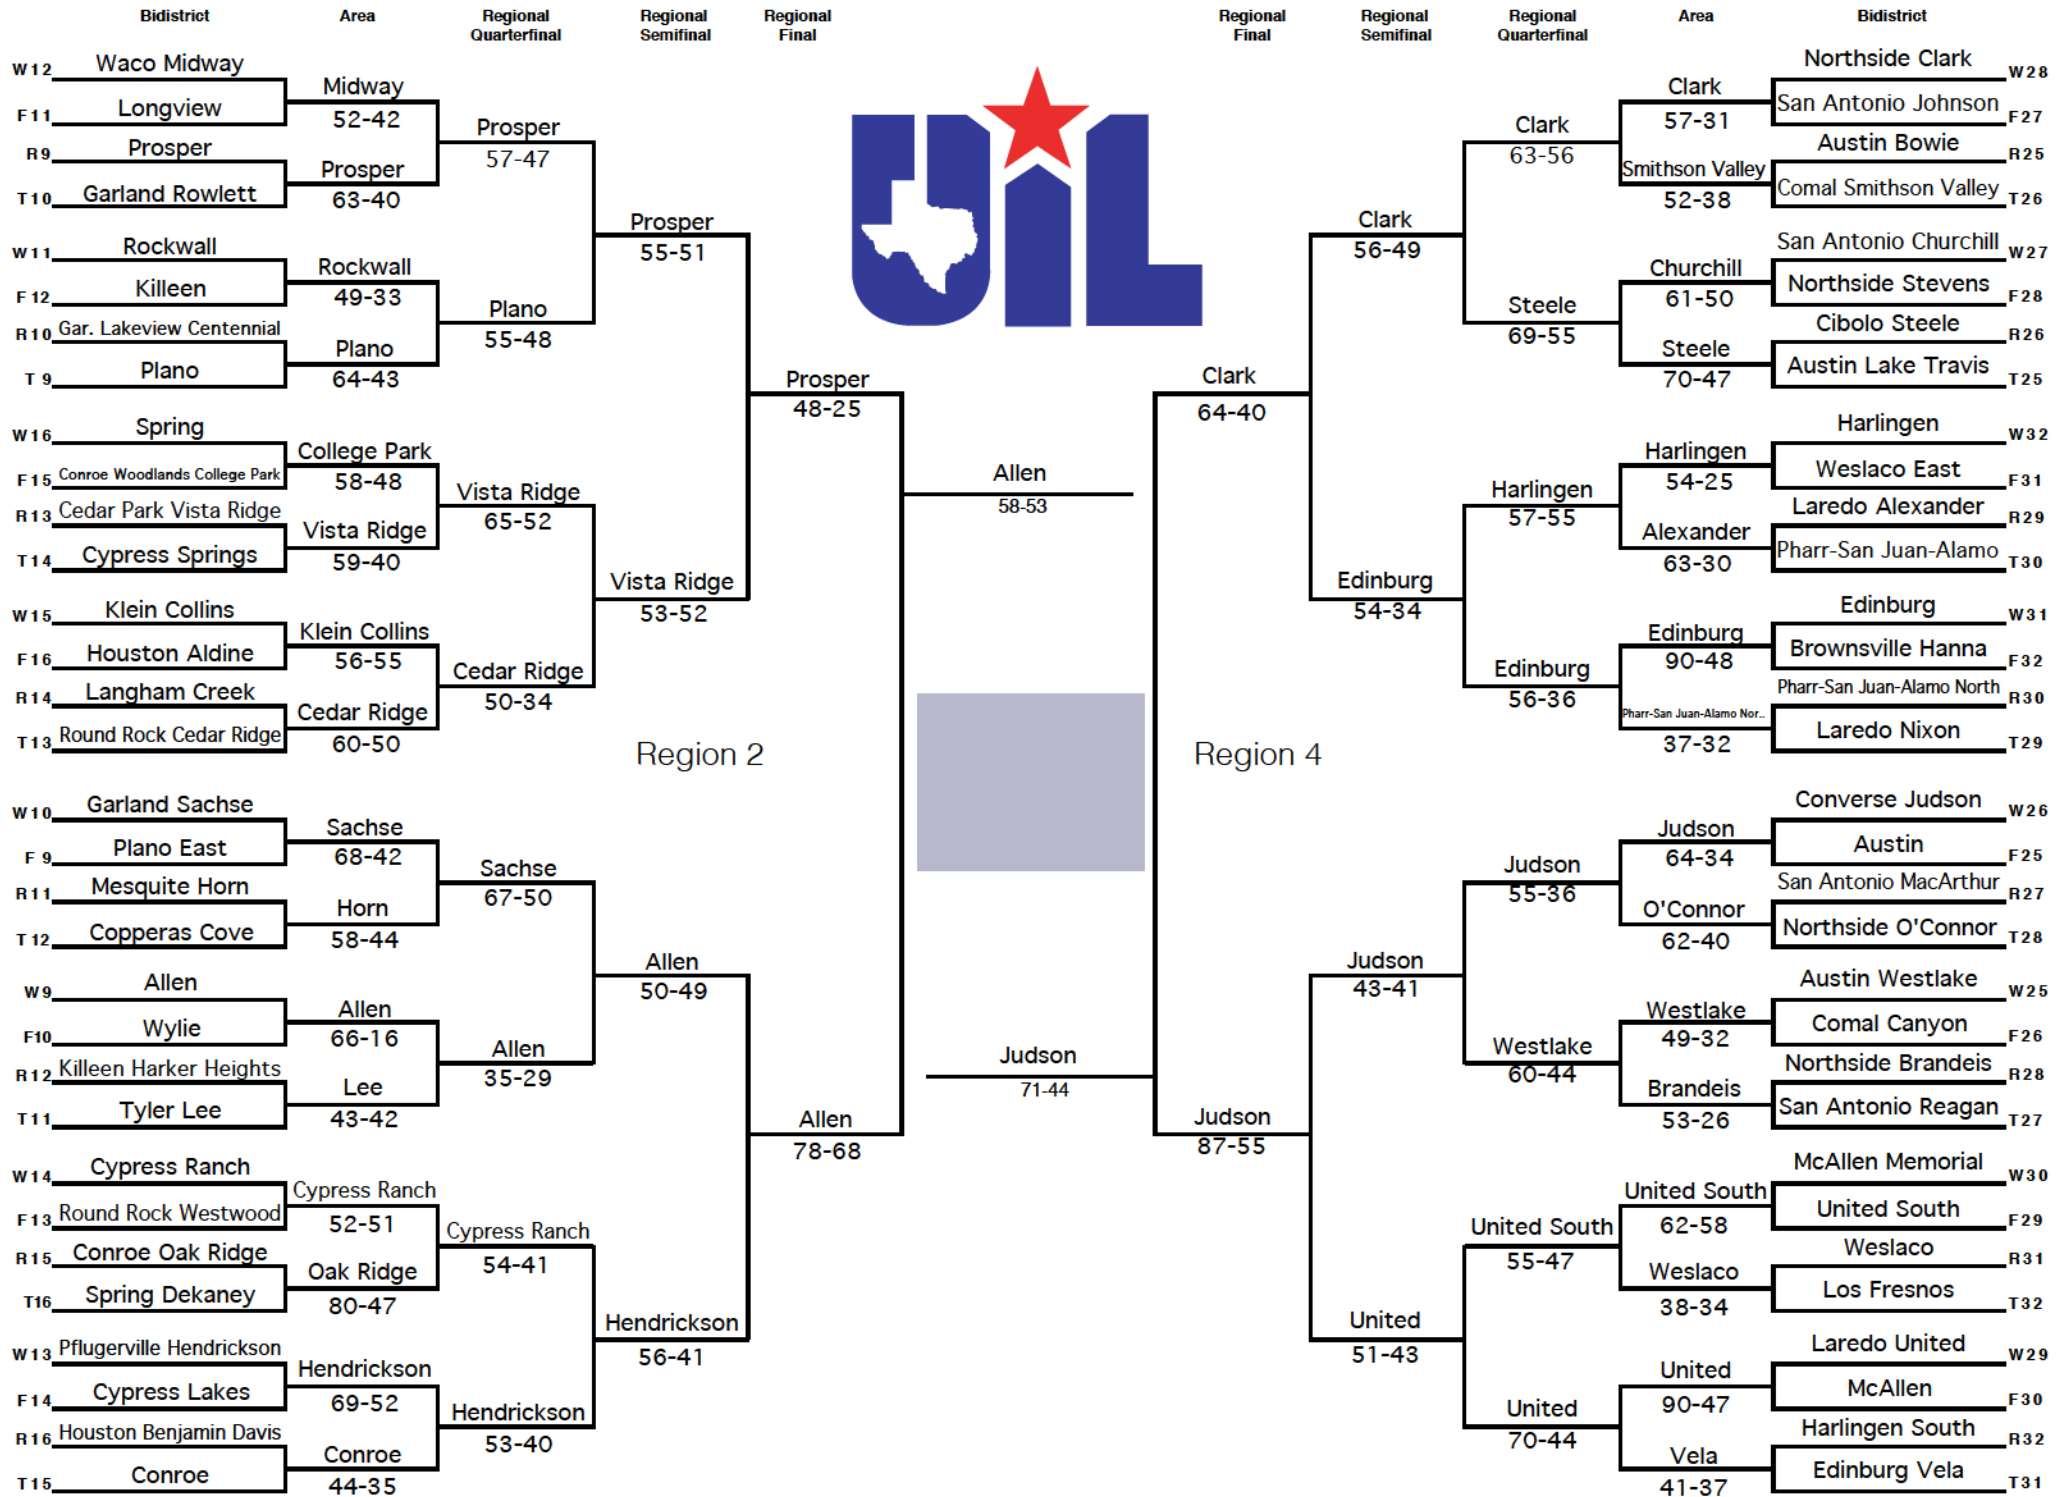 Bidistrict
Area
Regional
Quarterfinal
Regional
Semifinal
Regional
Final
Regional
Final
Regional
Semifinal
Regional
Quarterfinal
Area
Bidistrict
W12 Waco Midway
F11 Longview
R9 Prosper
T10 Garland Rowlett
W11 Rockwall
F12 Killeen
R10 Gar. Lakeview Centennial
T9 Plano
W16 Spring
F15 Conroe Woodlands College Park
R13 Cedar Park Vista Ridge
T14 Cypress Springs
W15 Klein Collins
F16 Houston Aldine
R14 Langham Creek
T13 Round Rock Cedar Ridge
W10 Garland Sachse
F9 Plano East
R11 Mesquite Horn
T12 Copperas Cove
W9 Allen
F10 Wylie
R12 Killeen Harker Heights
T11 Tyler Lee
W14 Cypress Ranch
F13 Round Rock Westwood
R15 Conroe Oak Ridge
T16 Spring Dekaney
W13 Pflugerville Hendrickson
F14 Cypress Lakes
R16 Houston Benjamin Davis
T15 Conroe
Midway
52-42
Prosper
63-40
Rockwall
49-33
Plano
64-43
College Park
58-48
Vista Ridge
59-40
Klein Collins
56-55
Cedar Ridge
60-50
Sachse
68-42
Horn
58-44
Allen
66-16
Lee
43-42
Cypress Ranch
52-51
Oak Ridge
80-47
Hendrickson
69-52
Conroe
44-35
Prosper
57-47
Plano
55-48
Vista Ridge
65-52
Cedar Ridge
50-34
Sachse
67-50
Allen
35-29
Cypress Ranch
54-41
Hendrickson
53-40
Prosper
55-51
Vista Ridge
53-52
Region 2
Allen
50-49
Hendrickson
56-41
Prosper
48-25
Allen
78-68
UIL
Allen
58-53
Judson
71-44
Clark
64-40
Judson
87-55
Clark
56-49
Edinburg
54-34
Region 4
Judson
43-41
United
51-43
Clark
63-56
Steele
69-55
Harlingen
57-55
Edinburg
56-36
Judson
55-36
Westlake
60-44
United South
55-47
United
70-44
Clark
57-31
Smithson Valley
52-38
Churchill
61-50
Steele
70-47
Harlingen
54-25
Alexander
63-30
Edinburg
90-48
Pharr-San Juan-Alamo Nor...
37-32
Judson
64-34
O'Connor
62-40
Westlake
49-32
Brandeis
53-26
United South
62-58
Weslaco
38-34
United
90-47
Vela
41-37
Northside Clark W28
San Antonio Johnson F27
Austin Bowie R25
Comal Smithson Valley T26
San Antonio Churchill W27
Northside Stevens F28
Cibolo Steele R26
Austin Lake Travis T25
Harlingen W32
Weslaco East F31
Laredo Alexander R29
Pharr-San Juan-Alamo T30
Edinburg W31
Brownsville Hanna F32
Pharr-San Juan-Alamo North R30
Laredo Nixon T29
Converse Judson W26
Austin F25
San Antonio MacArthur R27
Northside O'Connor T28
Austin Westlake W25
Comal Canyon F26
Northside Brandeis R28
San Antonio Reagan T27
McAllen Memorial W30
United South F29
Weslaco R31
Los Fresnos T32
Laredo United W29
McAllen F30
Harlingen South R32
Edinburg Vela T31